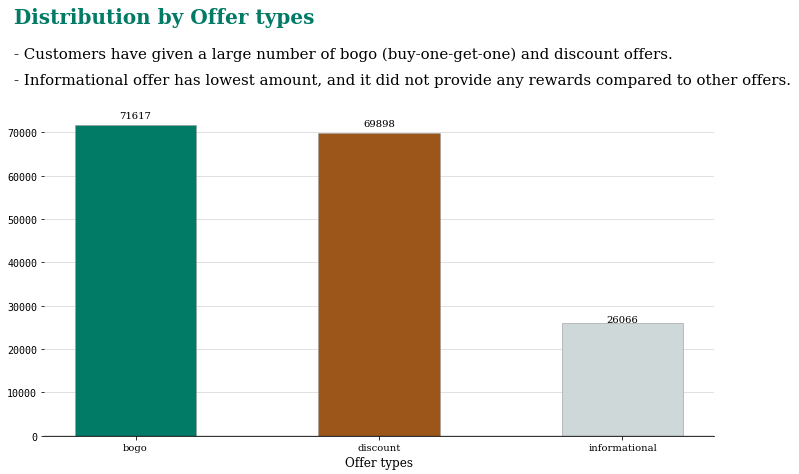 Distribution by Offer types
- Customers have given a large number of bogo (buy-one-get-one) and discount offers.
- Informational offer has lowest amount, and it did not provide any rewards compared to other offers.
71617
69898
26066
70000
60000
50000
40000
30000
20000
10000
0
bogo discount informational
Offer types